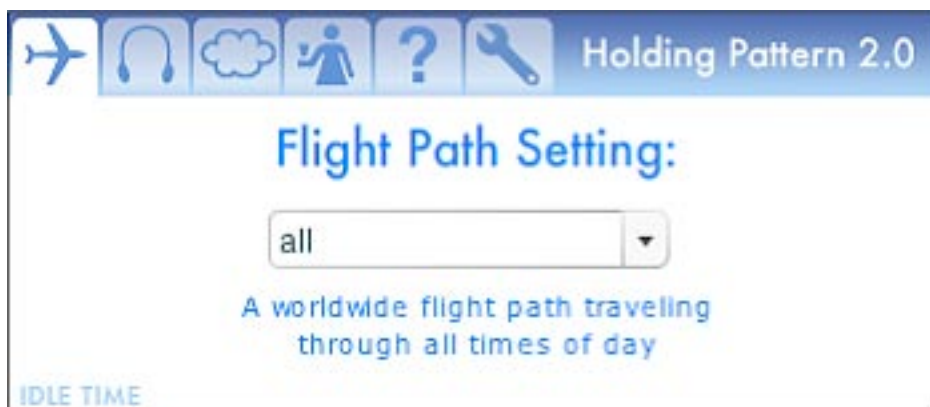 Holding Pattern 2.0
Flight Path Setting:
all
A worldwide flight path traveling
through all times of day
IDLE TIME